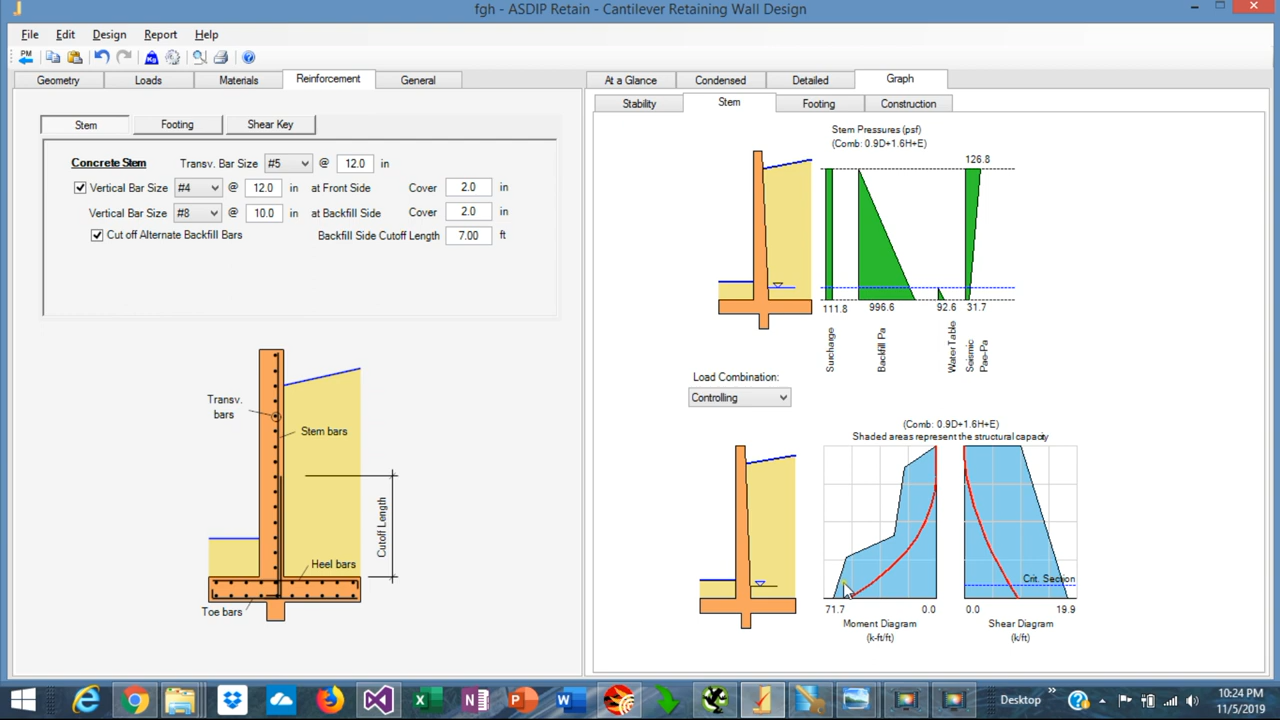 fgh - ASDIP Retain - Cantilever Retaining Wall Design
File Edit Design Report Help
PM
Geometry Loads Materials Reinforcement General
At a Glance Condensed Detailed Graph
Stability Stem Footing Construction
Stem Footing Shear Key
Concrete Stem Transv. Bar Size #5 @ 12.0 in
Vertical Bar Size #4 @ 12.0 in at Front Side Cover 2.0 in
Vertical Bar Size #8 @ 10.0 in at Backfill Side Cover 2.0 in
Cut off Alternate Backfill Bars Backfill Side Cutoff Length 7.00 ft
Transv.
bars
Stem bars
Cutoff Length
Heel bars
Toe bars
Stem Pressures (psf)
(Comb: 0.9D+1.6H+E)
126.8
111.8 996.6 92.6 31.7
Surcharge
Backfill Pa
Water Table
Seismic
Pae-Pa
Load Combination:
Controlling
(Comb: 0.9D+1.6H+E)
Shaded areas represent the structural capacity
Crit. Section
71.7 0.0 0.0 19.9
Moment Diagram Shear Diagram
(k-ft/ft) (k/ft)
Desktop
10:24 PM
11/5/2019